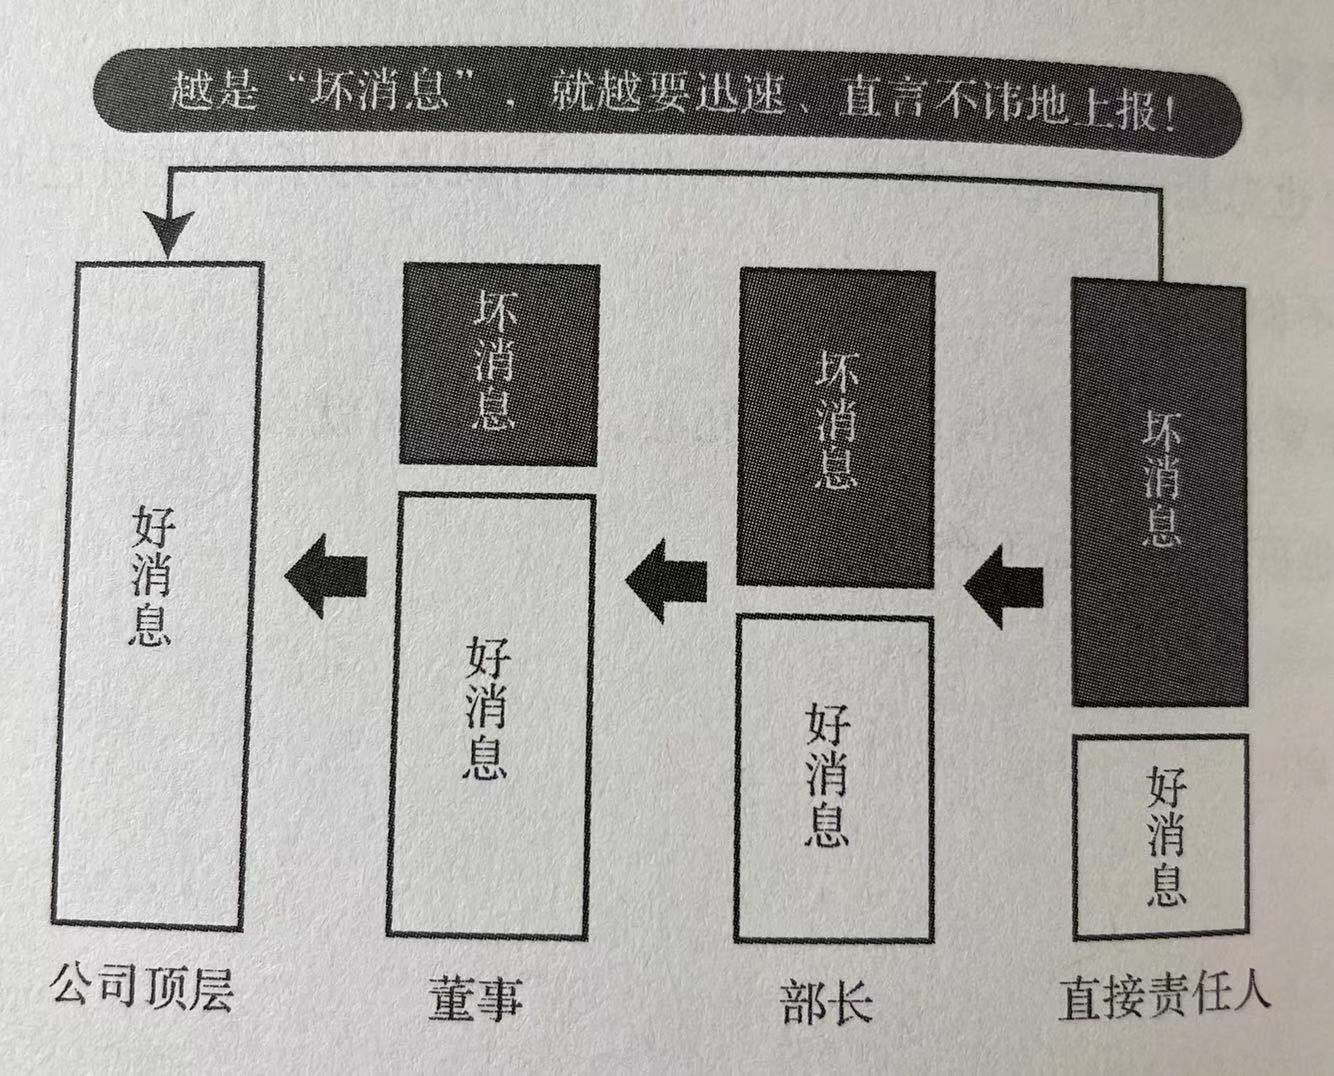 越是“坏消息”，就越要迅速、直言不讳地上报！
好消息
坏消息
好消息
坏消息
好消息
坏消息
好消息
公司顶层
董事
部长
直接责任人